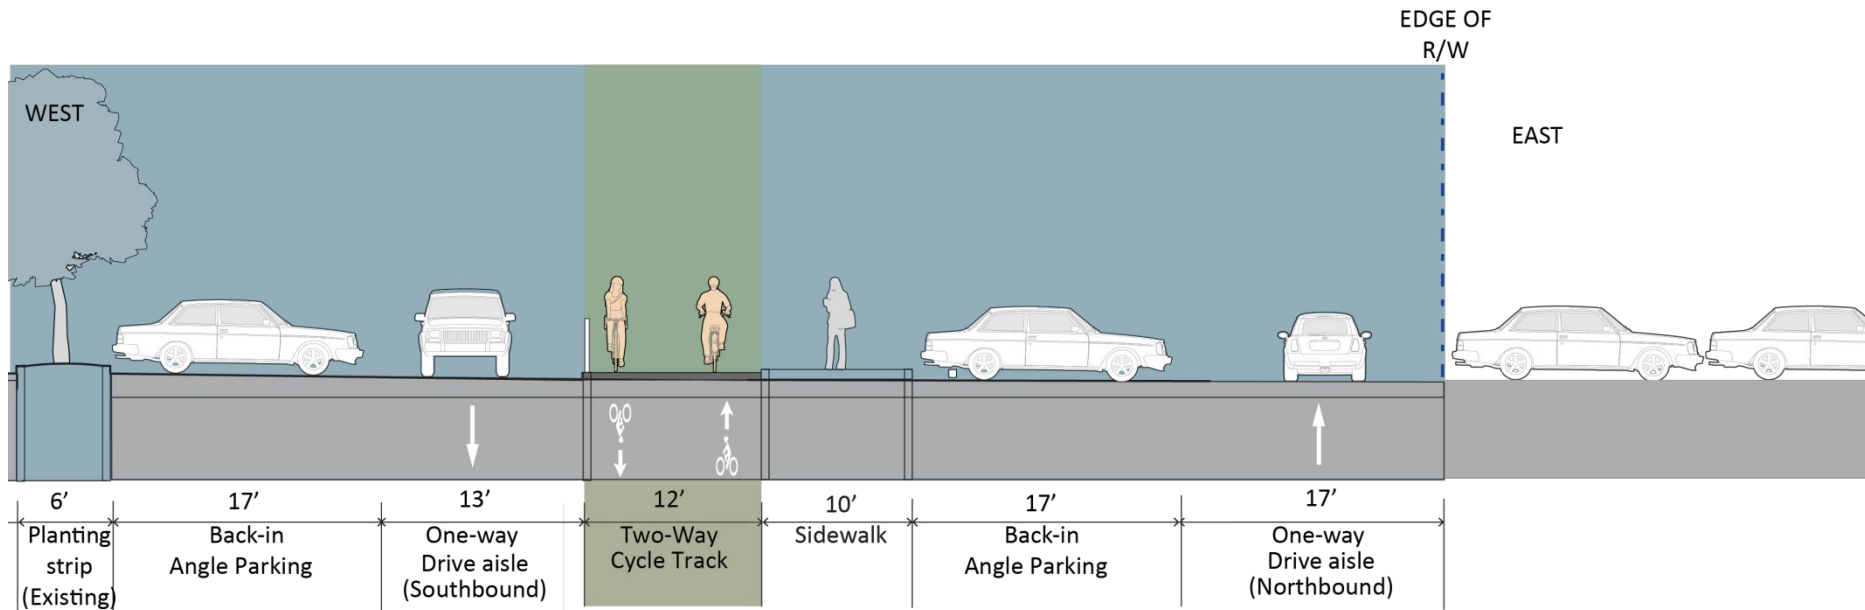 EDGE OF
R/W
WEST
EAST
6’
17’
13’
12’
10’
17’
17’
Planting
strip
(Existing)
Back-in
Angle Parking
One-way
Drive aisle
(Southbound)
Two-Way
Cycle Track
Sidewalk
Back-in
Angle Parking
One-way
Drive aisle
(Northbound)